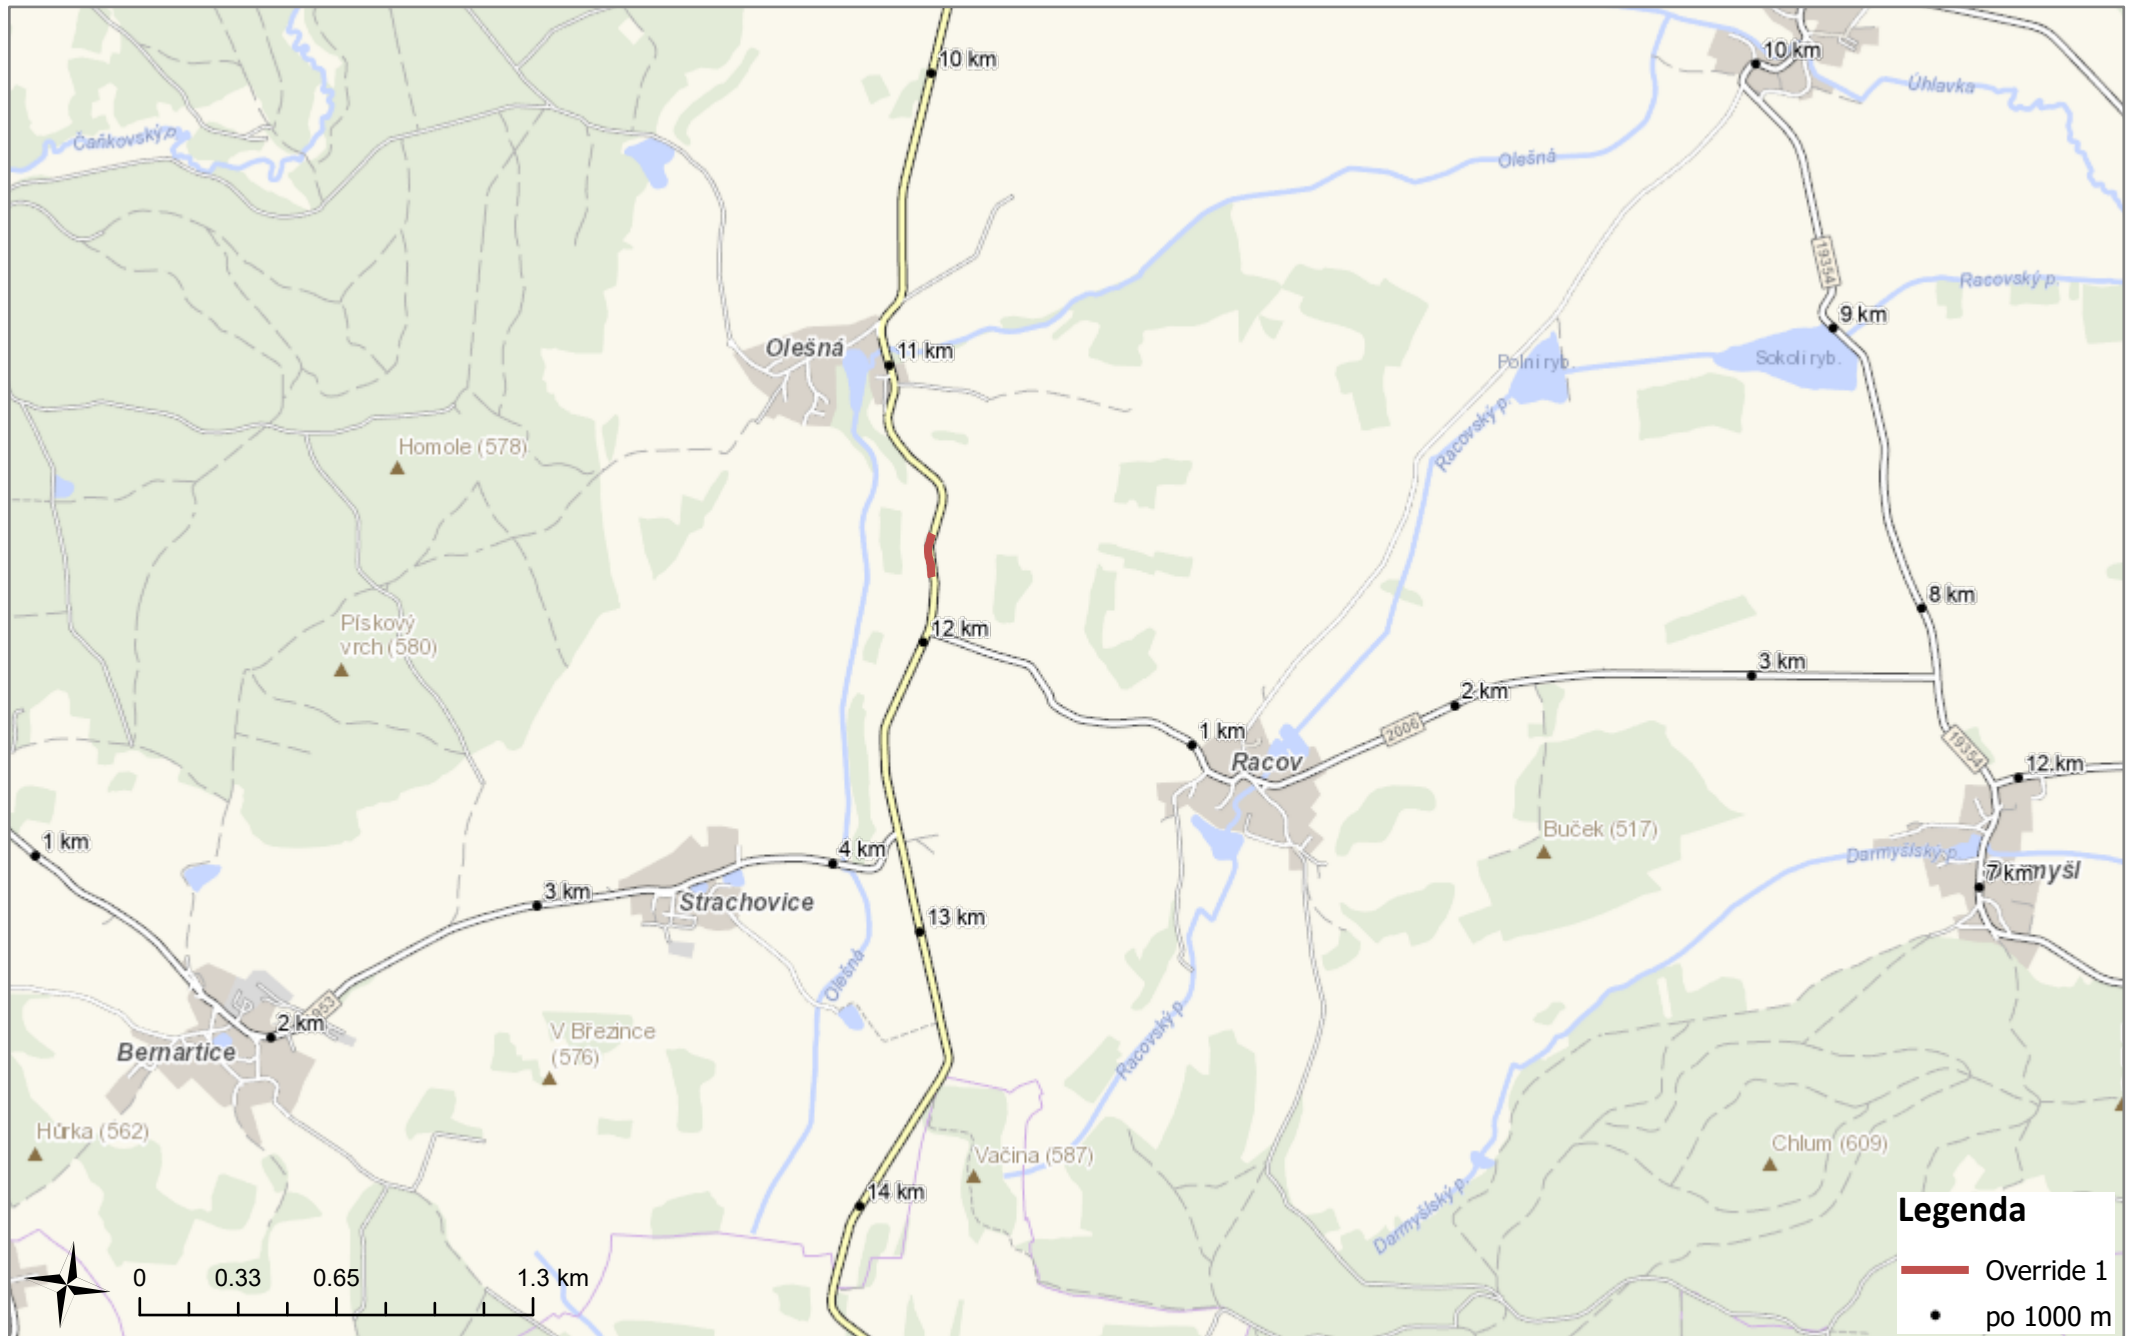 10 km
10 km
Úhlavka
Čaňkovský p.
Olešná
19354
Racovský p.
9 km
Olešná
11 km
Polní ryb.
Sokolí ryb.
Racovský p.
Homole (578)
8 km
Pískový
vrch (580)
12 km
3 km
2 km
2006
1 km
Racov
19354
12 km
1 km
Buček (517)
4 km
Darmyšlský p.
3 km
Strachovice
7 km
13 km
Olešná
2 km
Bernartice
V Březince
(576)
Racovský p.
Hůrka (562)
Vačina (587)
Chlum (609)
14 km
Darmyšlský p.
Legenda
0 0.33 0.65 1.3 km
Override 1
po 1000 m